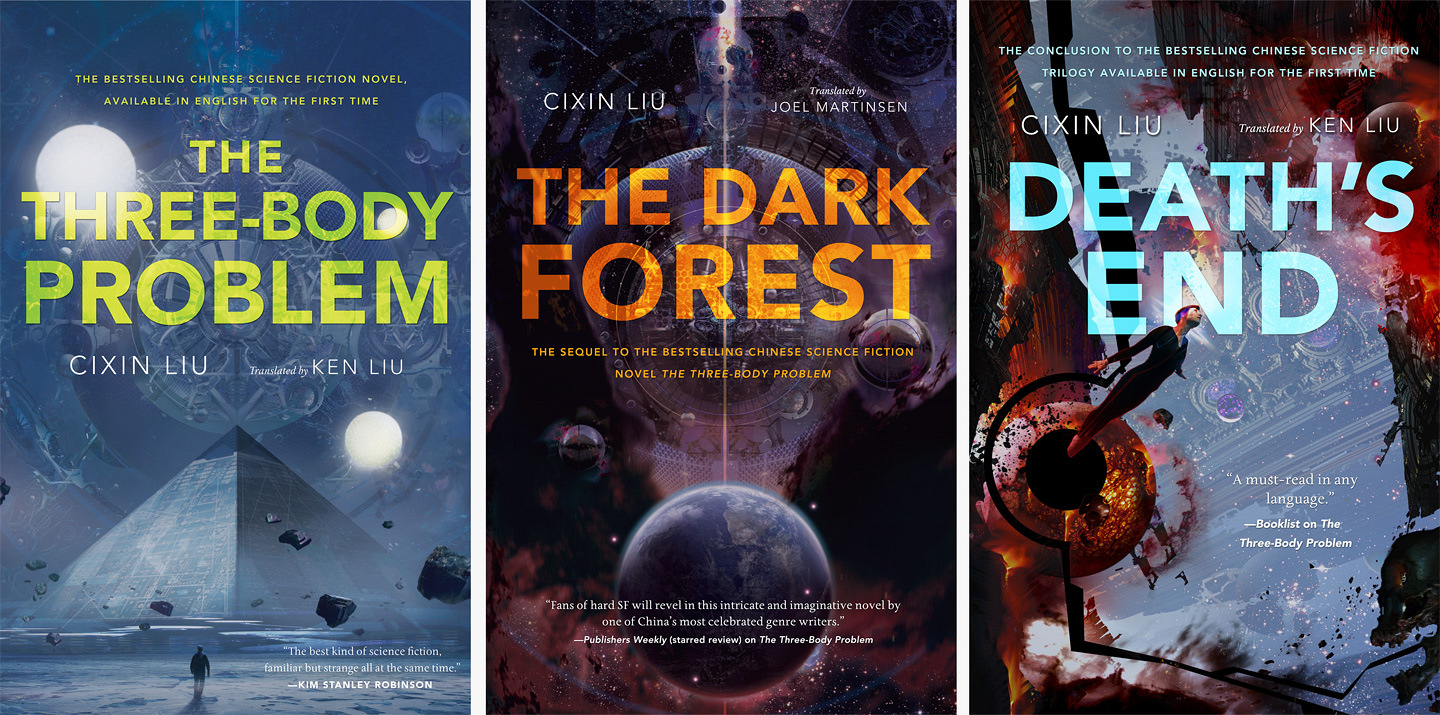 THE BESTSELLING CHINESE SCIENCE FICTION NOVEL,
AVAILABLE IN ENGLISH FOR THE FIRST TIME
THE
THREE-BODY
PROBLEM
CIXIN LIU
Translated by KEN LIU
“The best kind of science fiction,
familiar but strange all at the same time.”
—KIM STANLEY ROBINSON
CIXIN LIU
Translated by
JOEL MARTINSEN
THE DARK
FOREST
THE SEQUEL TO THE BESTSELLING CHINESE SCIENCE FICTION
NOVEL THE THREE-BODY PROBLEM
“Fans of hard SF will revel in this intricate and imaginative novel by
one of China’s most celebrated genre writers.”
—Publishers Weekly (starred review) on The Three-Body Problem
THE CONCLUSION TO THE BESTSELLING CHINESE SCIENCE FICTION
TRILOGY AVAILABLE IN ENGLISH FOR THE FIRST TIME
CIXIN LIU
Translated by KEN LIU
DEATH’S
END
“A must-read in any
language.”
—Booklist on The
Three-Body Problem